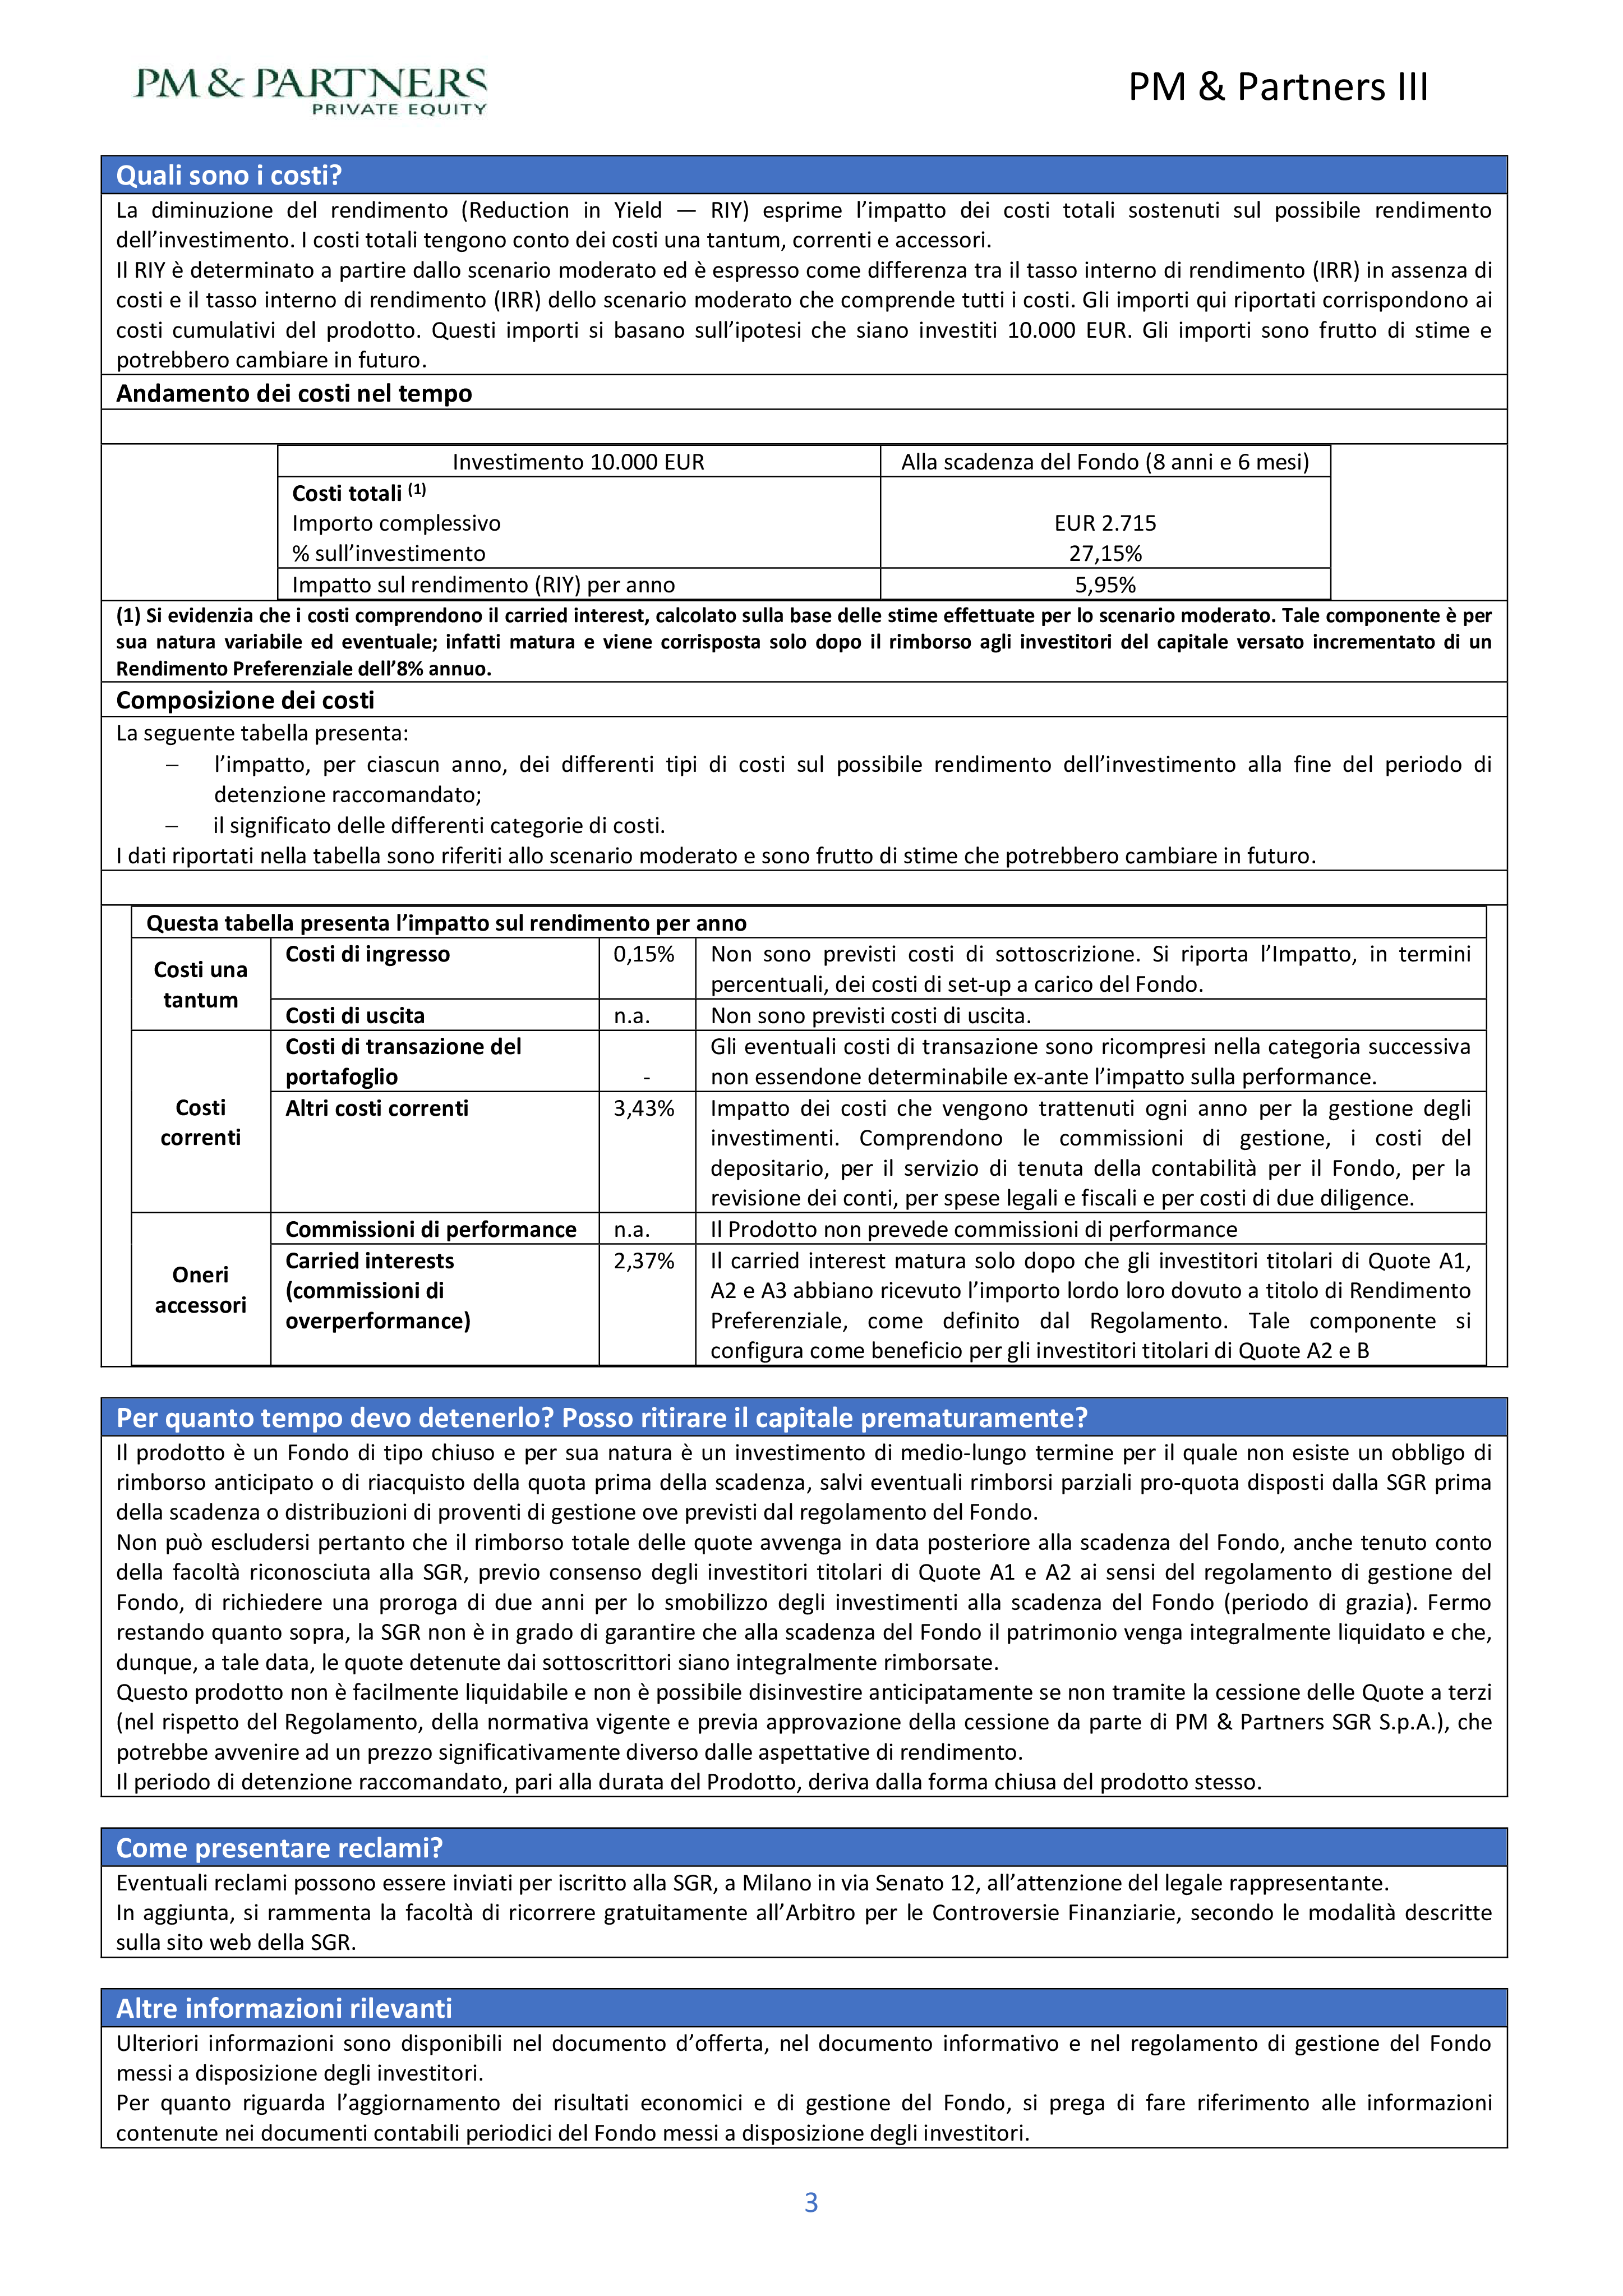 PM & PARTNERS
PRIVATE EQUITY
PM & Partners III
Quali sono i costi?
La diminuzione del rendimento (Reduction in Yield — RIY) esprime l’impatto dei costi totali sostenuti sul possibile rendimento
dell’investimento. I costi totali tengono conto dei costi una tantum, correnti e accessori.
Il RIY è determinato a partire dallo scenario moderato ed è espresso come differenza tra il tasso interno di rendimento (IRR) in assenza di
costi e il tasso interno di rendimento (IRR) dello scenario moderato che comprende tutti i costi. Gli importi qui riportati corrispondono ai
costi cumulativi del prodotto. Questi importi si basano sull’ipotesi che siano investiti 10.000 EUR. Gli importi sono frutto di stime e
potrebbero cambiare in futuro.
Andamento dei costi nel tempo
Investimento 10.000 EUR
Alla scadenza del Fondo (8 anni e 6 mesi)
Costi totali (1)
Importo complessivo
EUR 2.715
% sull’investimento
27,15%
Impatto sul rendimento (RIY) per anno
5,95%
(1) Si evidenzia che i costi comprendono il carried interest, calcolato sulla base delle stime effettuate per lo scenario moderato. Tale componente è per
sua natura variabile ed eventuale; infatti matura e viene corrisposta solo dopo il rimborso agli investitori del capitale versato incrementato di un
Rendimento Preferenziale dell’8% annuo.
Composizione dei costi
La seguente tabella presenta:
– l’impatto, per ciascun anno, dei differenti tipi di costi sul possibile rendimento dell’investimento alla fine del periodo di
detenzione raccomandato;
– il significato delle differenti categorie di costi.
I dati riportati nella tabella sono riferiti allo scenario moderato e sono frutto di stime che potrebbero cambiare in futuro.
Questa tabella presenta l’impatto sul rendimento per anno
Costi una
tantum
Costi di ingresso
0,15%
Non sono previsti costi di sottoscrizione. Si riporta l’Impatto, in termini
percentuali, dei costi di set-up a carico del Fondo.
Costi di uscita
n.a.
Non sono previsti costi di uscita.
Costi
correnti
Costi di transazione del
portafoglio
-
Gli eventuali costi di transazione sono ricompresi nella categoria successiva
non essendone determinabile ex-ante l’impatto sulla performance.
Altri costi correnti
3,43%
Impatto dei costi che vengono trattenuti ogni anno per la gestione degli
investimenti. Comprendono le commissioni di gestione, i costi del
depositario, per il servizio di tenuta della contabilità per il Fondo, per la
revisione dei conti, per spese legali e fiscali e per costi di due diligence.
Oneri
accessori
Commissioni di performance
n.a.
Il Prodotto non prevede commissioni di performance
Carried interests
(commissioni di
overperformance)
2,37%
Il carried interest matura solo dopo che gli investitori titolari di Quote A1,
A2 e A3 abbiano ricevuto l’importo lordo loro dovuto a titolo di Rendimento
Preferenziale, come definito dal Regolamento. Tale componente si
configura come beneficio per gli investitori titolari di Quote A2 e B
Per quanto tempo devo detenerlo? Posso ritirare il capitale prematuramente?
Il prodotto è un Fondo di tipo chiuso e per sua natura è un investimento di medio-lungo termine per il quale non esiste un obbligo di
rimborso anticipato o di riacquisto della quota prima della scadenza, salvi eventuali rimborsi parziali pro-quota disposti dalla SGR prima
della scadenza o distribuzioni di proventi di gestione ove previsti dal regolamento del Fondo.
Non può escludersi pertanto che il rimborso totale delle quote avvenga in data posteriore alla scadenza del Fondo, anche tenuto conto
della facoltà riconosciuta alla SGR, previo consenso degli investitori titolari di Quote A1 e A2 ai sensi del regolamento di gestione del
Fondo, di richiedere una proroga di due anni per lo smobilizzo degli investimenti alla scadenza del Fondo (periodo di grazia). Fermo
restando quanto sopra, la SGR non è in grado di garantire che alla scadenza del Fondo il patrimonio venga integralmente liquidato e che,
dunque, a tale data, le quote detenute dai sottoscrittori siano integralmente rimborsate.
Questo prodotto non è facilmente liquidabile e non è possibile disinvestire anticipatamente se non tramite la cessione delle Quote a terzi
(nel rispetto del Regolamento, della normativa vigente e previa approvazione della cessione da parte di PM & Partners SGR S.p.A.), che
potrebbe avvenire ad un prezzo significativamente diverso dalle aspettative di rendimento.
Il periodo di detenzione raccomandato, pari alla durata del Prodotto, deriva dalla forma chiusa del prodotto stesso.
Come presentare reclami?
Eventuali reclami possono essere inviati per iscritto alla SGR, a Milano in via Senato 12, all’attenzione del legale rappresentante.
In aggiunta, si rammenta la facoltà di ricorrere gratuitamente all’Arbitro per le Controversie Finanziarie, secondo le modalità descritte
sulla sito web della SGR.
Altre informazioni rilevanti
Ulteriori informazioni sono disponibili nel documento d’offerta, nel documento informativo e nel regolamento di gestione del Fondo
messi a disposizione degli investitori.
Per quanto riguarda l’aggiornamento dei risultati economici e di gestione del Fondo, si prega di fare riferimento alle informazioni
contenute nei documenti contabili periodici del Fondo messi a disposizione degli investitori.
3